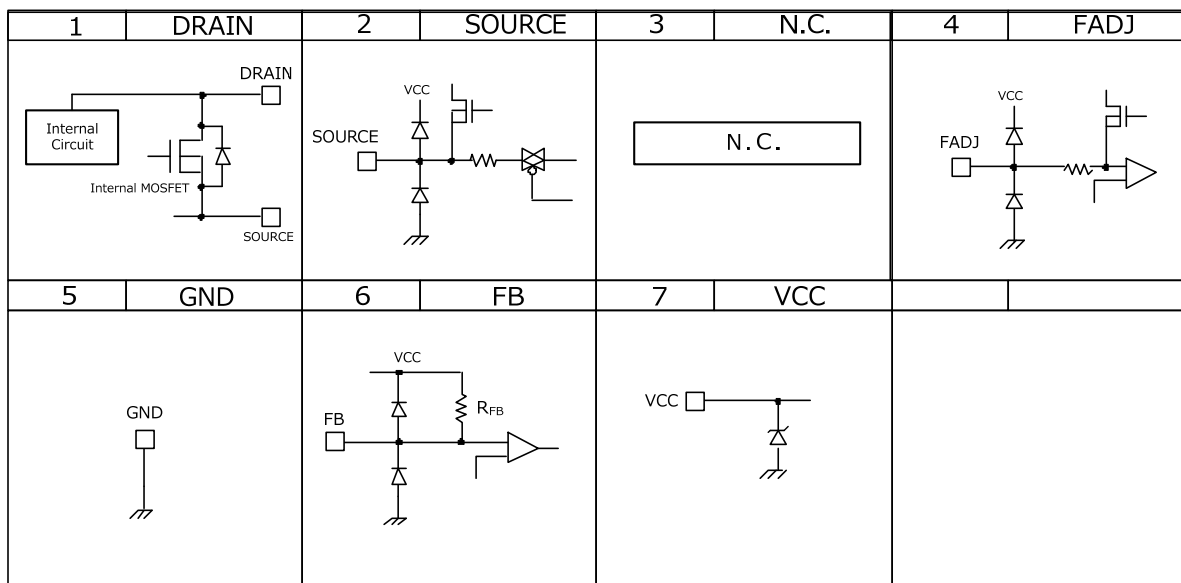 1 DRAIN 2 SOURCE 3 N.C. 4 FADJ
DRAIN
Internal
Circuit
Internal MOSFET
SOURCE
VCC
SOURCE
N.C.
VCC
FADJ
5 GND 6 FB 7 VCC
GND
VCC
FB
RFB
VCC